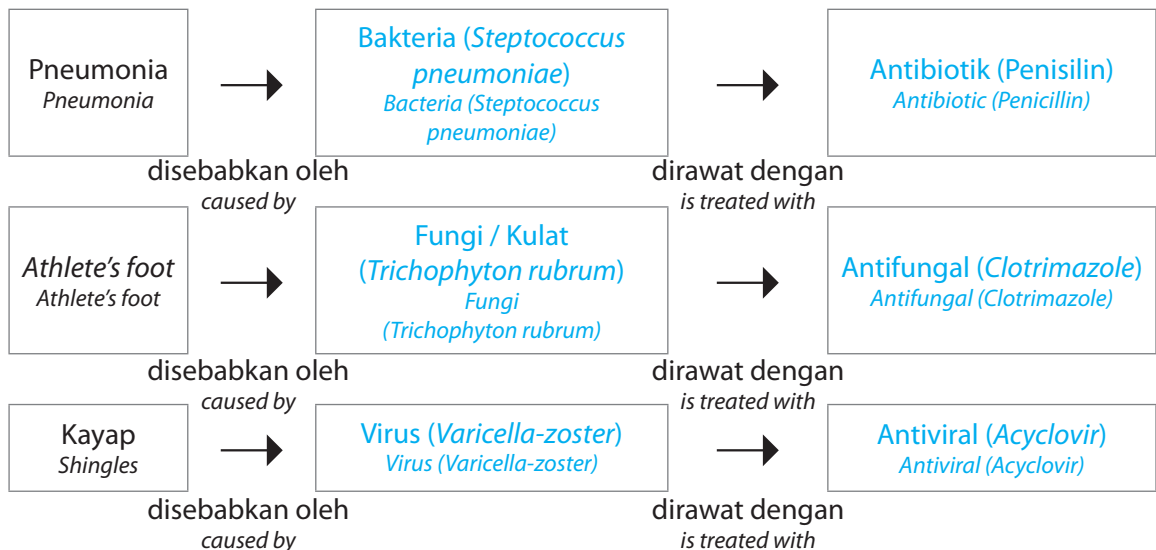 Pneumonia
Pneumonia
Bakteria (Steptococcus
pneumoniae)
Bacteria (Steptococcus
pneumoniae)
Antibiotik (Penisilin)
Antibiotic (Penicillin)
disebabkan oleh
caused by
dirawat dengan
is treated with
Athlete's foot
Athlete's foot
Fungi / Kulat
(Trichophyton rubrum)
Fungi
(Trichophyton rubrum)
Antifungal (Clotrimazole)
Antifungal (Clotrimazole)
disebabkan oleh
caused by
dirawat dengan
is treated with
Kayap
Shingles
Virus (Varicella-zoster)
Virus (Varicella-zoster)
Antiviral (Acyclovir)
Antiviral (Acyclovir)
disebabkan oleh
caused by
dirawat dengan
is treated with